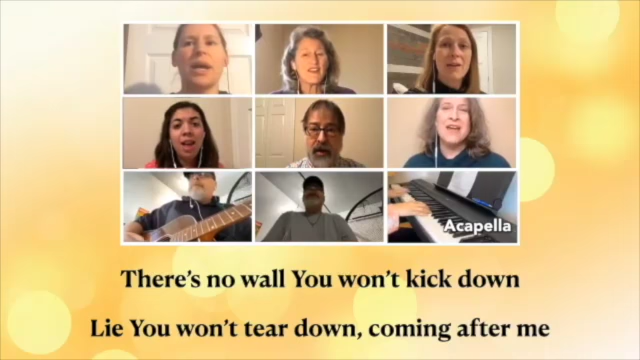 Acapella
There's no wall You won't kick down
Lie You won't tear down, coming after me